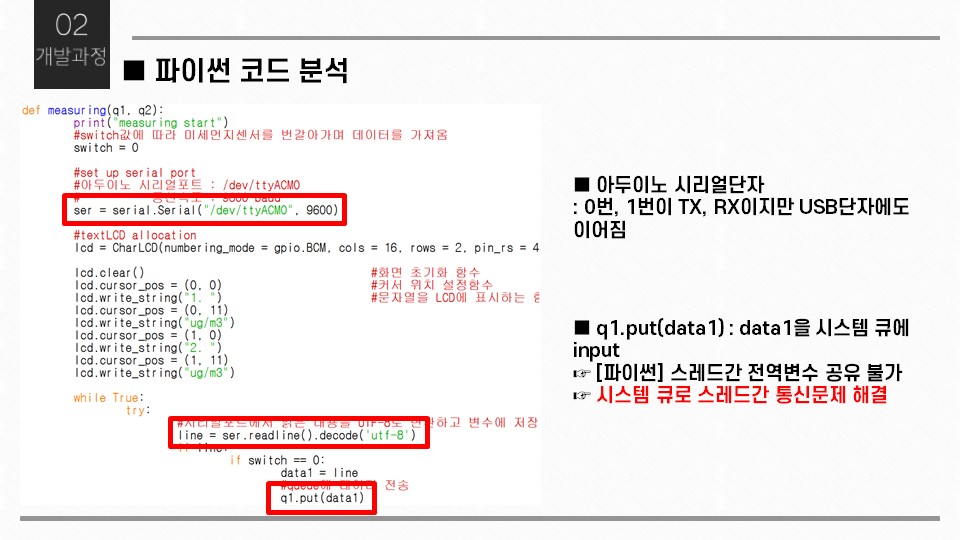 02
개발과정
■ 파이썬 코드 분석
def measuring(q1, q2):
print("measuring start")
#switch값에 따라 미세먼지센서를 번갈아가며 데이터를 가져옴
switch = 0
#set up serial port
#아두이노 시리얼포트 : /dev/ttyACM0
# 통신속도 : 9600 baud
ser = serial.Serial("/dev/ttyACM0", 9600)
#textLCD allocation
lcd = CharLCD(numbering_mode = gpio.BCM, cols = 16, rows = 2, pin_rs = 4
lcd.clear() #화면 초기화 함수
lcd.cursor_pos = (0, 0) #커서 위치 설정함수
lcd.write_string("1. ") #문자열을 LCD에 표시하는 함
lcd.cursor_pos = (0, 11)
lcd.write_string("ug/m3")
lcd.cursor_pos = (1, 0)
lcd.write_string("2. ")
lcd.cursor_pos = (1, 11)
lcd.write_string("ug/m3")
while True:
try:
#시리얼포트에서 읽은 내용을 UTF-8로 변환하고 변수에 저장
line = ser.readline().decode('utf-8')
if line:
if switch == 0:
data1 = line
#queue에 데이터 전송
q1.put(data1)
■ 아두이노 시리얼단자
: 0번, 1번이 TX, RX이지만 USB단자에도
이어짐
■ q1.put(data1) : data1을 시스템 큐에
input
☞ [파이썬] 스레드간 전역변수 공유 불가
☞ 시스템 큐로 스레드간 통신문제 해결